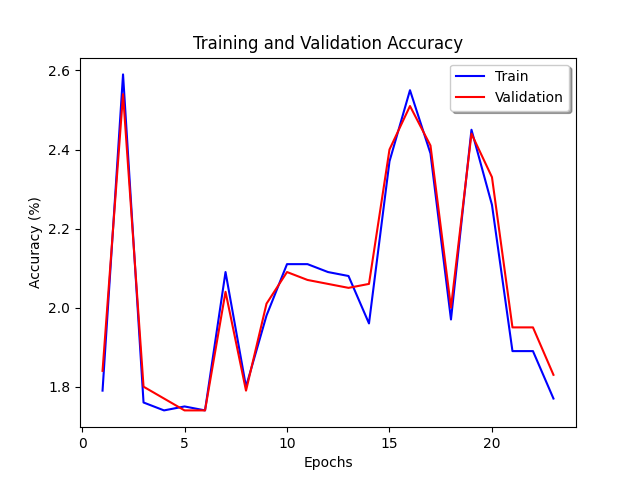 Training and Validation Accuracy
Train
Validation
2.6
2.4
2.2
2.0
1.8
Accuracy (%)
0
5
10
15
20
Epochs